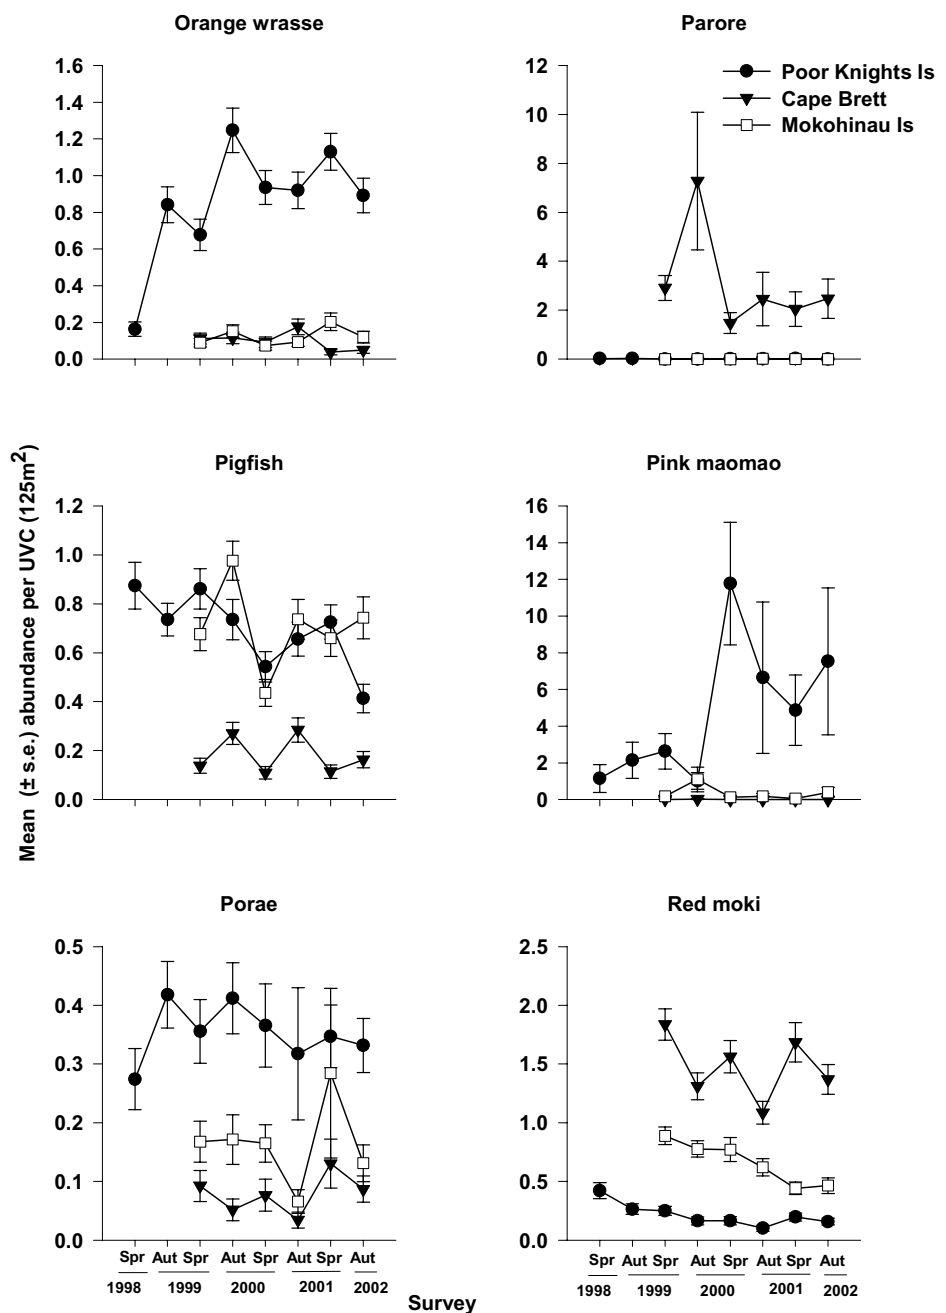 Orange wrasse
1.6
1.4
1.2
1.0
0.8
0.6
0.4
0.2
0.0
Parore
12
10
8
6
4
2
0
Poor Knights Is
Cape Brett
Mokohinau Is
Mean (± s.e.) abundance per UVC (125m²)
Pigfish
1.2
1.0
0.8
0.6
0.4
0.2
0.0
Pink maomao
16
14
12
10
8
6
4
2
0
Porae
0.5
0.4
0.3
0.2
0.1
0.0
Spr Aut Spr Aut Spr Aut Spr Aut
1998 1999 2000 2001 2002
Red moki
2.5
2.0
1.5
1.0
0.5
0.0
Spr Aut Spr Aut Spr Aut Spr Aut
1998 1999 2000 2001 2002
Survey